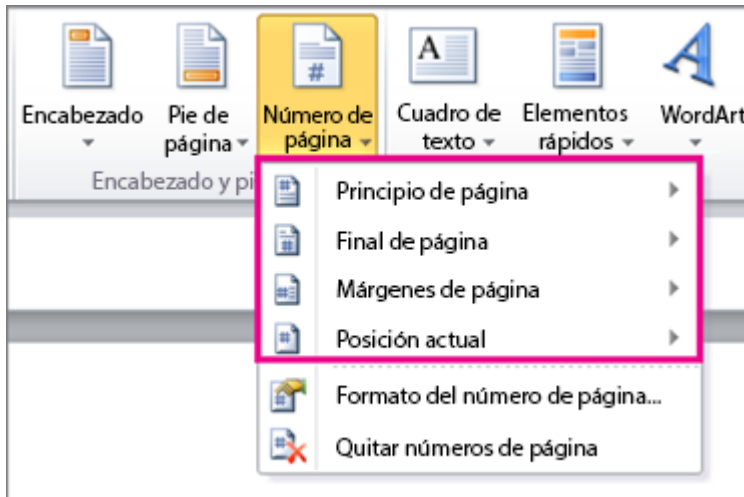 Encabezado Pie de página Número de página Cuadro de texto Elementos rápidos WordArt
Encabezado y pi
Principio de página
Final de página
Márgenes de página
Posición actual
Formato del número de página...
Quitar números de página